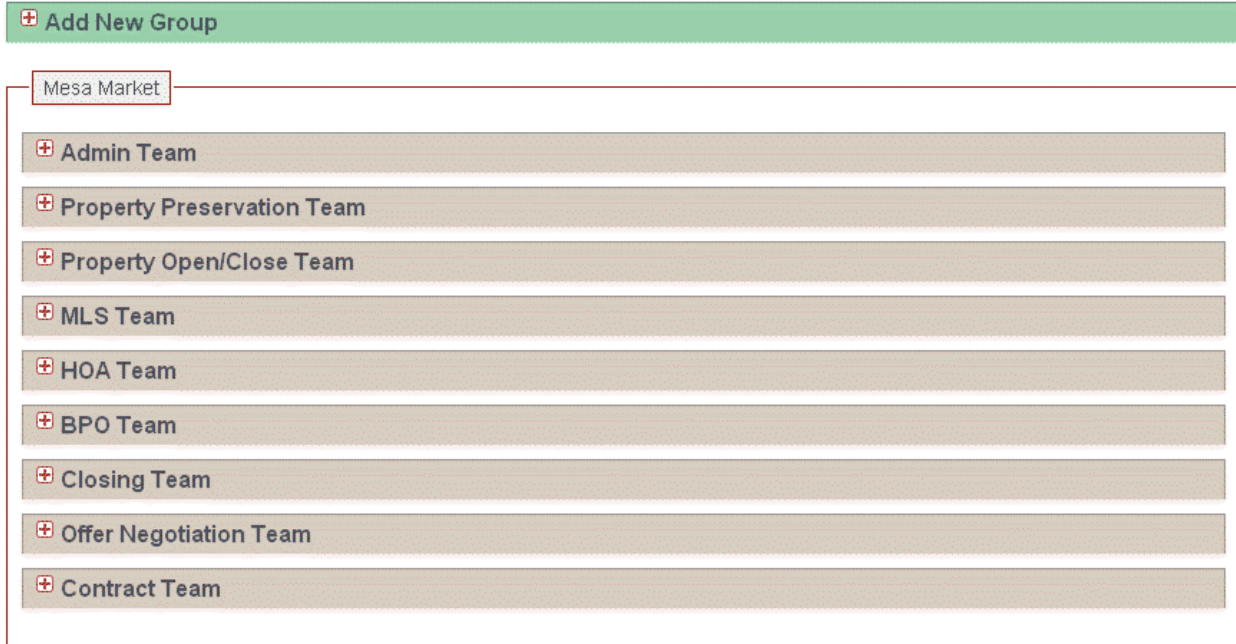 Add New Group
Mesa Market
Admin Team
Property Preservation Team
Property Open/Close Team
MLS Team
HOA Team
BPO Team
Closing Team
Offer Negotiation Team
Contract Team